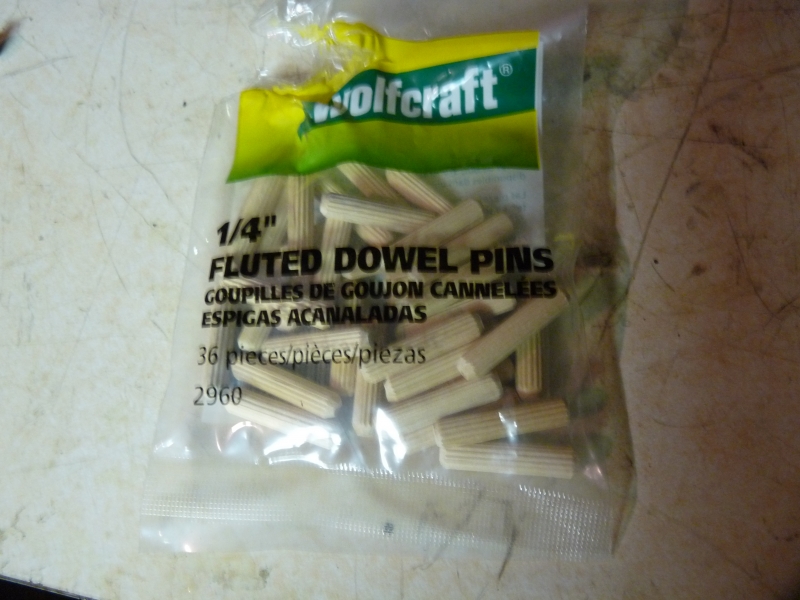 wolfcraft®
1/4"
FLUTED DOWEL PINS
GOUPILLES DE GOUJON CANNELÉES
ESPIGAS ACANALADAS
36 pieces/pièces/piezas
2960